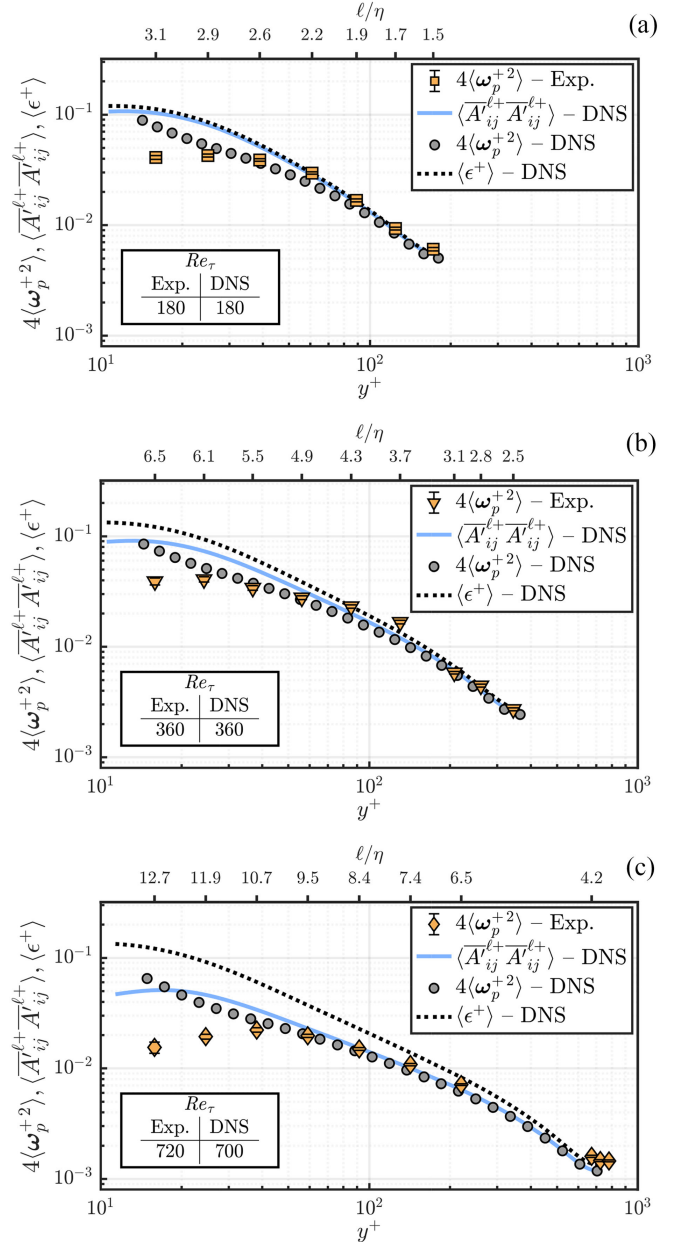 (a)
ℓ/η
3.1 2.9 2.6 2.2 1.9 1.7 1.5
4⟨ω_p^{+2}⟩ – Exp.
⟨\overline{A'}_{ij}^{ℓ+} \overline{A'}_{ij}^{ℓ+}⟩ – DNS
4⟨ω_p^{+2}⟩ – DNS
⟨ϵ^+⟩ – DNS
4⟨ω_p^{+2}⟩, ⟨\overline{A'}_{ij}^{ℓ+} \overline{A'}_{ij}^{ℓ+}⟩, ⟨ϵ^+⟩
10^{-1}
10^{-2}
10^{-3}
Re_τ
Exp. DNS
180 180
10^1 10^2 10^3
y^+
(b)
ℓ/η
6.5 6.1 5.5 4.9 4.3 3.7 3.1 2.8 2.5
4⟨ω_p^{+2}⟩ – Exp.
⟨\overline{A'}_{ij}^{ℓ+} \overline{A'}_{ij}^{ℓ+}⟩ – DNS
4⟨ω_p^{+2}⟩ – DNS
⟨ϵ^+⟩ – DNS
4⟨ω_p^{+2}⟩, ⟨\overline{A'}_{ij}^{ℓ+} \overline{A'}_{ij}^{ℓ+}⟩, ⟨ϵ^+⟩
10^{-1}
10^{-2}
10^{-3}
Re_τ
Exp. DNS
360 360
10^1 10^2 10^3
y^+
(c)
ℓ/η
12.7 11.9 10.7 9.5 8.4 7.4 6.5 4.2
4⟨ω_p^{+2}⟩ – Exp.
⟨\overline{A'}_{ij}^{ℓ+} \overline{A'}_{ij}^{ℓ+}⟩ – DNS
4⟨ω_p^{+2}⟩ – DNS
⟨ϵ^+⟩ – DNS
4⟨ω_p^{+2}⟩, ⟨\overline{A'}_{ij}^{ℓ+} \overline{A'}_{ij}^{ℓ+}⟩, ⟨ϵ^+⟩
10^{-1}
10^{-2}
10^{-3}
Re_τ
Exp. DNS
720 700
10^1 10^2 10^3
y^+